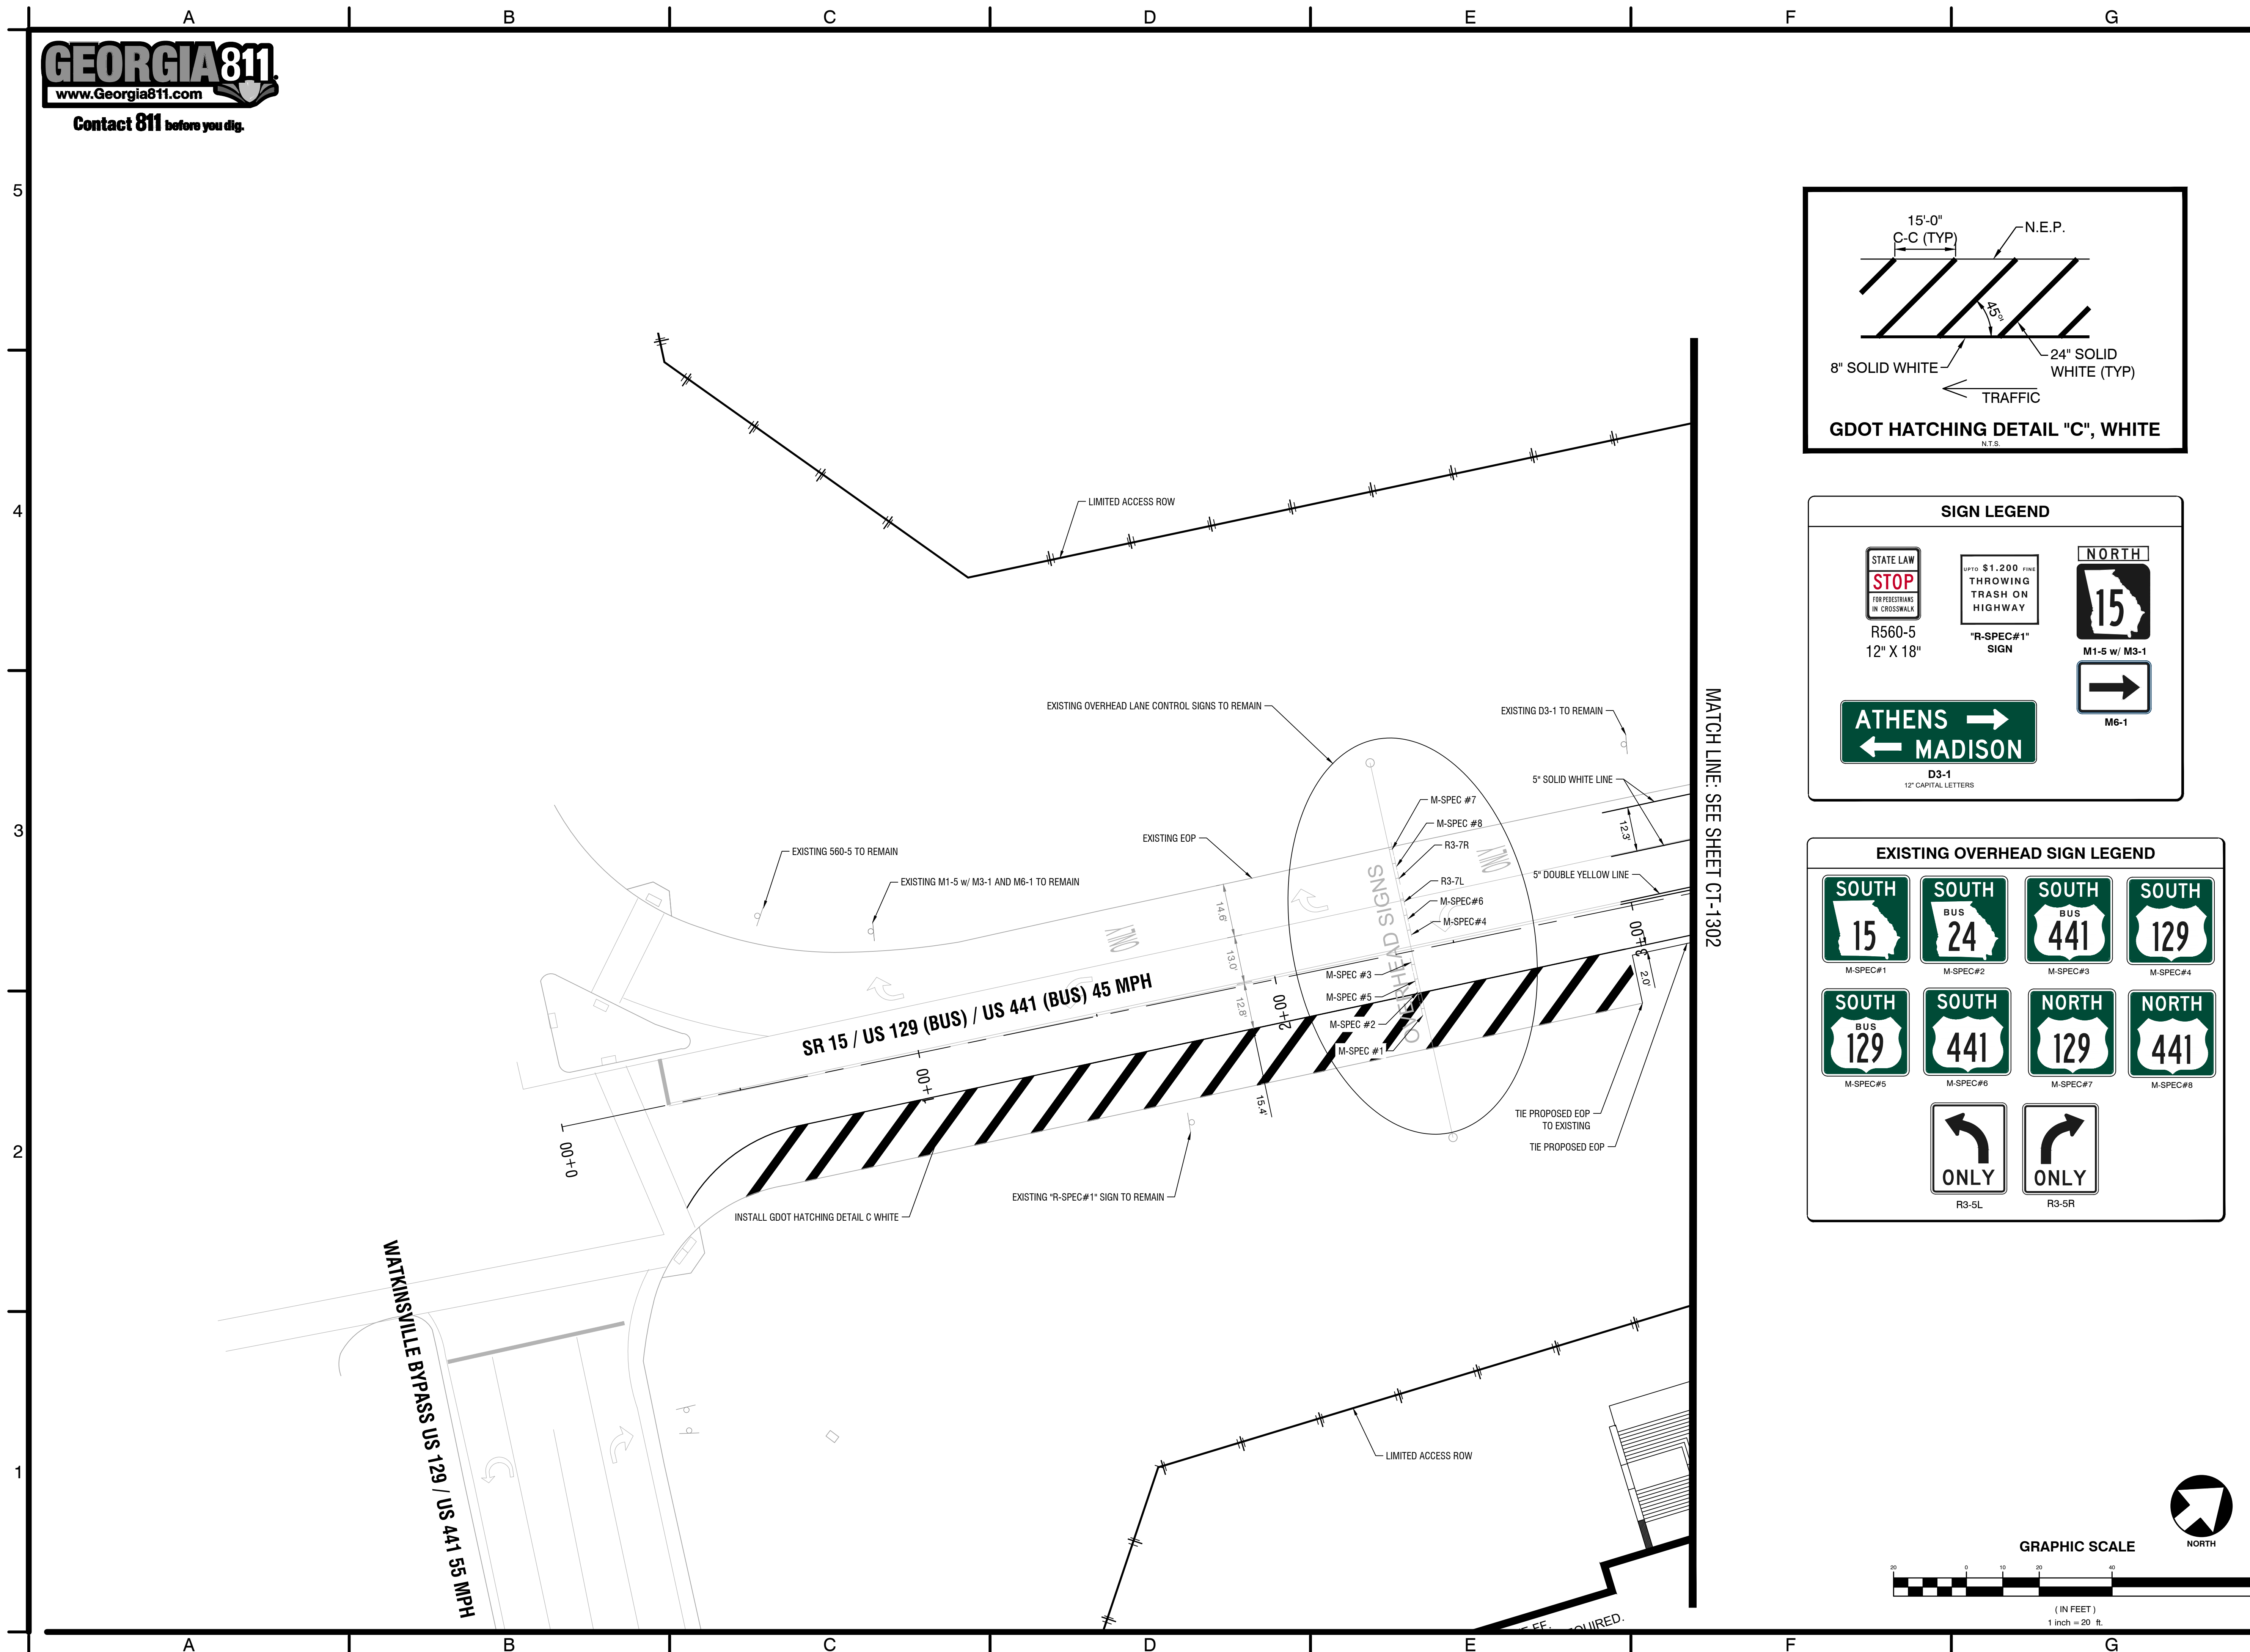 A B C D E F G
GEORGIA811
www.Georgia811.com
Contact 811 before you dig.
5
4
3
2
1
15'-0"
C-C (TYP)
N.E.P.
45°
8" SOLID WHITE
24" SOLID
WHITE (TYP)
TRAFFIC
GDOT HATCHING DETAIL "C", WHITE
N.T.S.
LIMITED ACCESS ROW
SIGN LEGEND
STATE LAW
STOP
FOR PEDESTRIANS
IN CROSSWALK
R560-5
12" X 18"
UPTO $1.200 FINE
THROWING
TRASH ON
HIGHWAY
"R-SPEC#1"
SIGN
NORTH
15
M1-5 w/ M3-1
M6-1
ATHENS
MADISON
D3-1
12" CAPITAL LETTERS
MATCH LINE: SEE SHEET CT-1302
EXISTING OVERHEAD LANE CONTROL SIGNS TO REMAIN
EXISTING D3-1 TO REMAIN
5" SOLID WHITE LINE
M-SPEC #7
M-SPEC #8
R3-7R
R3-7L
M-SPEC#6
M-SPEC#4
M-SPEC #3
M-SPEC #5
M-SPEC #2
M-SPEC #1
ONLY
12.3'
EXISTING EOP
EXISTING 560-5 TO REMAIN
EXISTING M1-5 w/ M3-1 AND M6-1 TO REMAIN
5" DOUBLE YELLOW LINE
ONLY
14.6'
13.0'
12.8'
15.4'
2.0'
OVERHEAD SIGNS
SR 15 / US 129 (BUS) / US 441 (BUS) 45 MPH
0+00
1+00
2+00
3+00
TIE PROPOSED EOP
TO EXISTING
TIE PROPOSED EOP
EXISTING "R-SPEC#1" SIGN TO REMAIN
INSTALL GDOT HATCHING DETAIL C WHITE
WATKINSVILLE BYPASS US 129 / US 441 55 MPH
LIMITED ACCESS ROW
EXISTING OVERHEAD SIGN LEGEND
SOUTH
15
M-SPEC#1
SOUTH
BUS
24
M-SPEC#2
SOUTH
BUS
441
M-SPEC#3
SOUTH
129
M-SPEC#4
SOUTH
BUS
129
M-SPEC#5
SOUTH
441
M-SPEC#6
NORTH
129
M-SPEC#7
NORTH
441
M-SPEC#8
ONLY
R3-5L
ONLY
R3-5R
NORTH
GRAPHIC SCALE
20 0 10 20 40
( IN FEET )
1 inch = 20 ft.
A B C D E F G